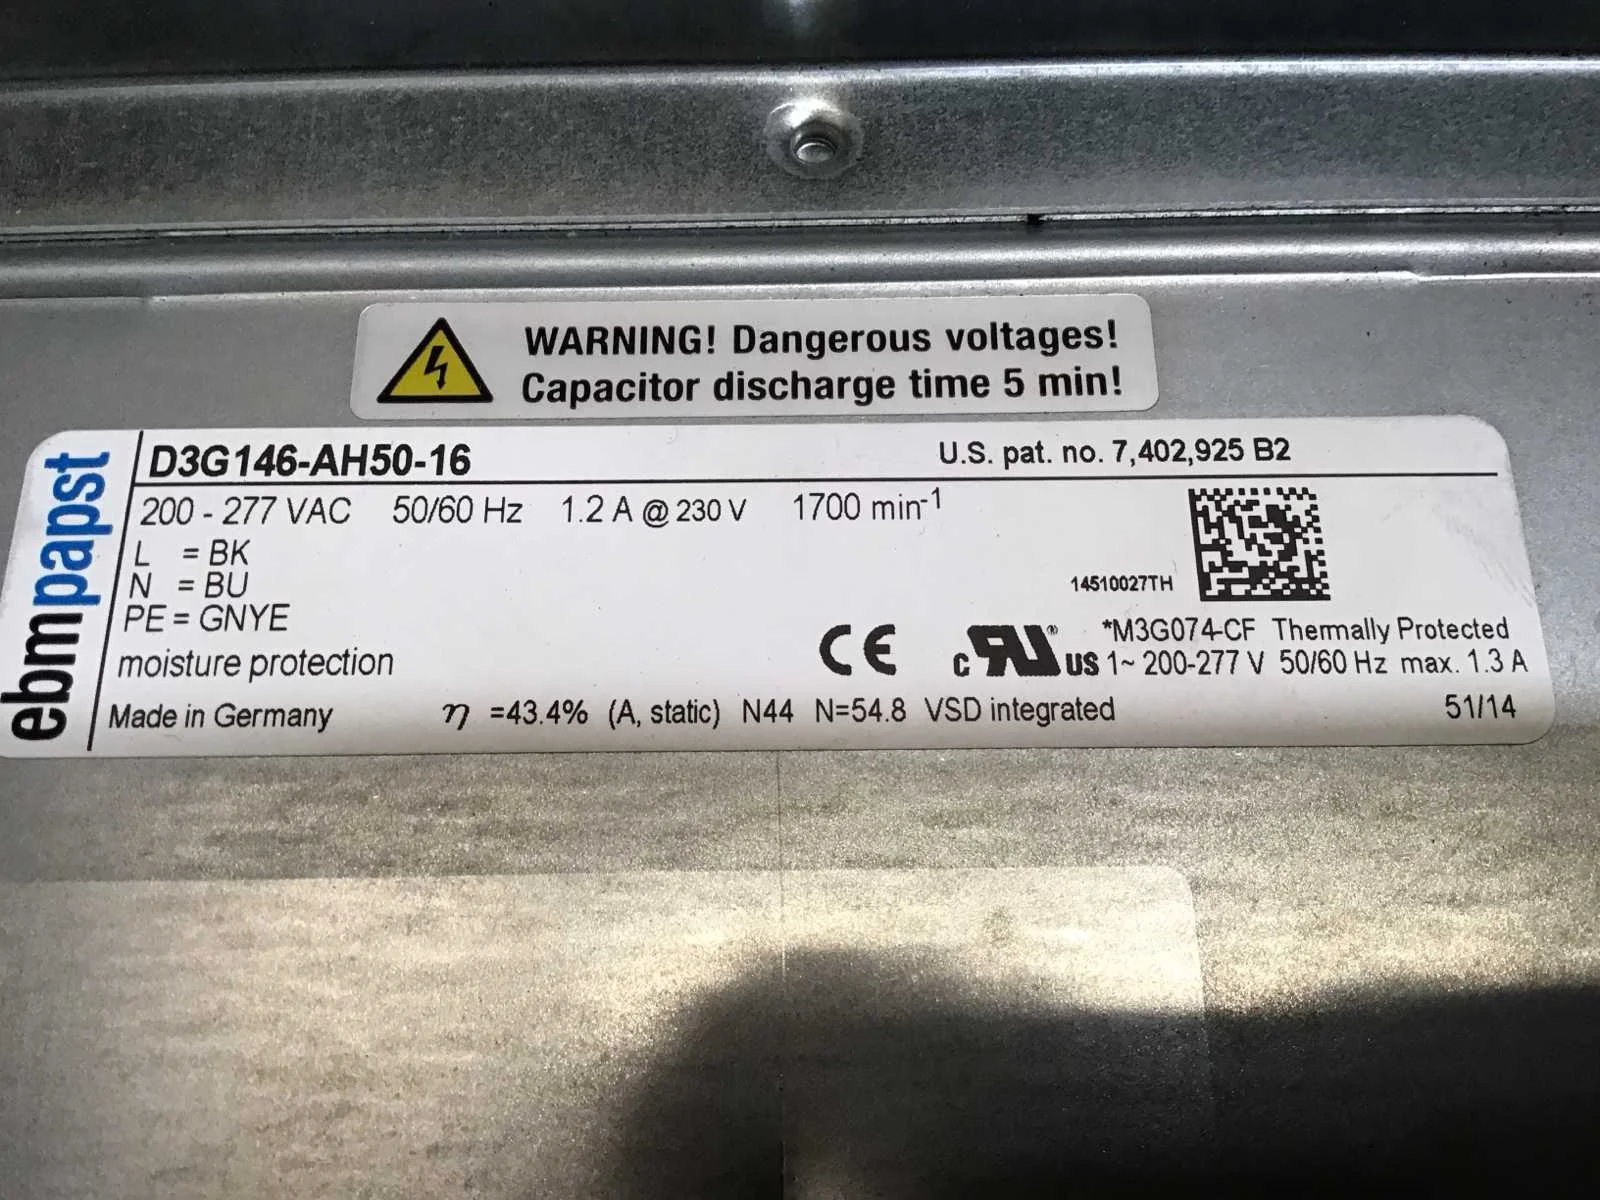 WARNING! Dangerous voltages!
Capacitor discharge time 5 min!
ebmpapst
D3G146-AH50-16 U.S. pat. no. 7,402,925 B2
200 - 277 VAC 50/60 Hz 1.2 A @ 230 V 1700 min-1
L = BK
N = BU
PE = GNYE
14510027TH
moisture protection
CE c RU® US
*M3G074-CF Thermally Protected
1~ 200-277 V 50/60 Hz max. 1.3 A
Made in Germany η =43.4% (A, static) N44 N=54.8 VSD integrated 51/14